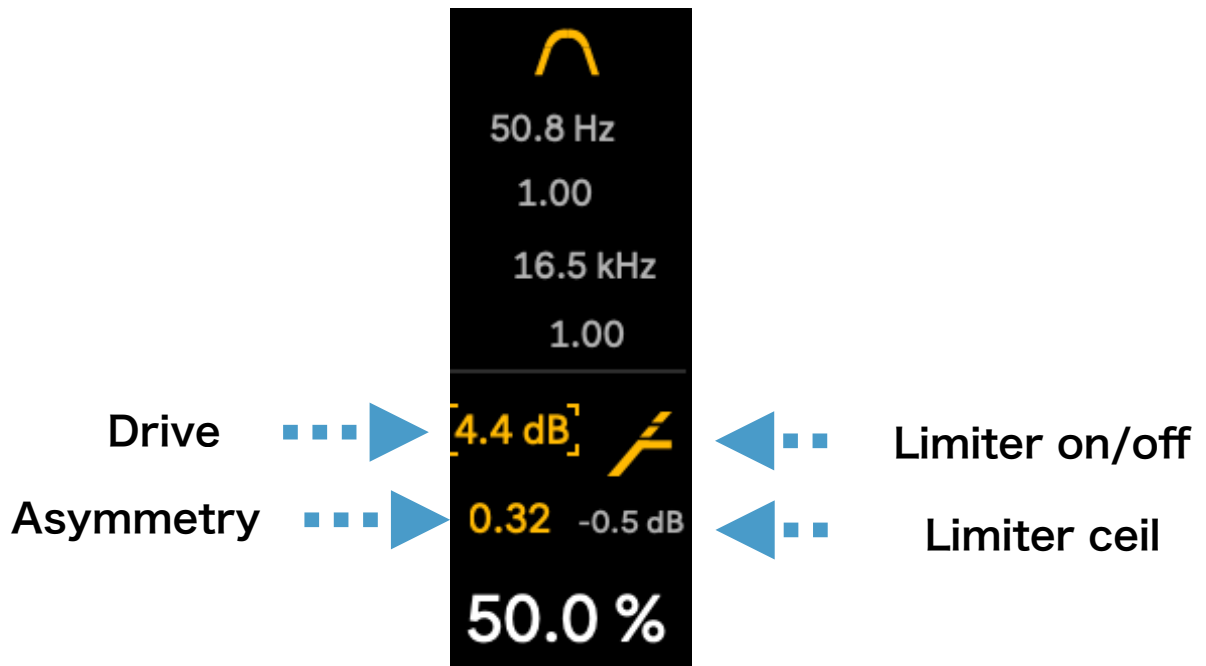 50.8 Hz
1.00
16.5 kHz
1.00
Drive 4.4 dB Limiter on/off
Asymmetry 0.32 -0.5 dB Limiter ceil
50.0 %